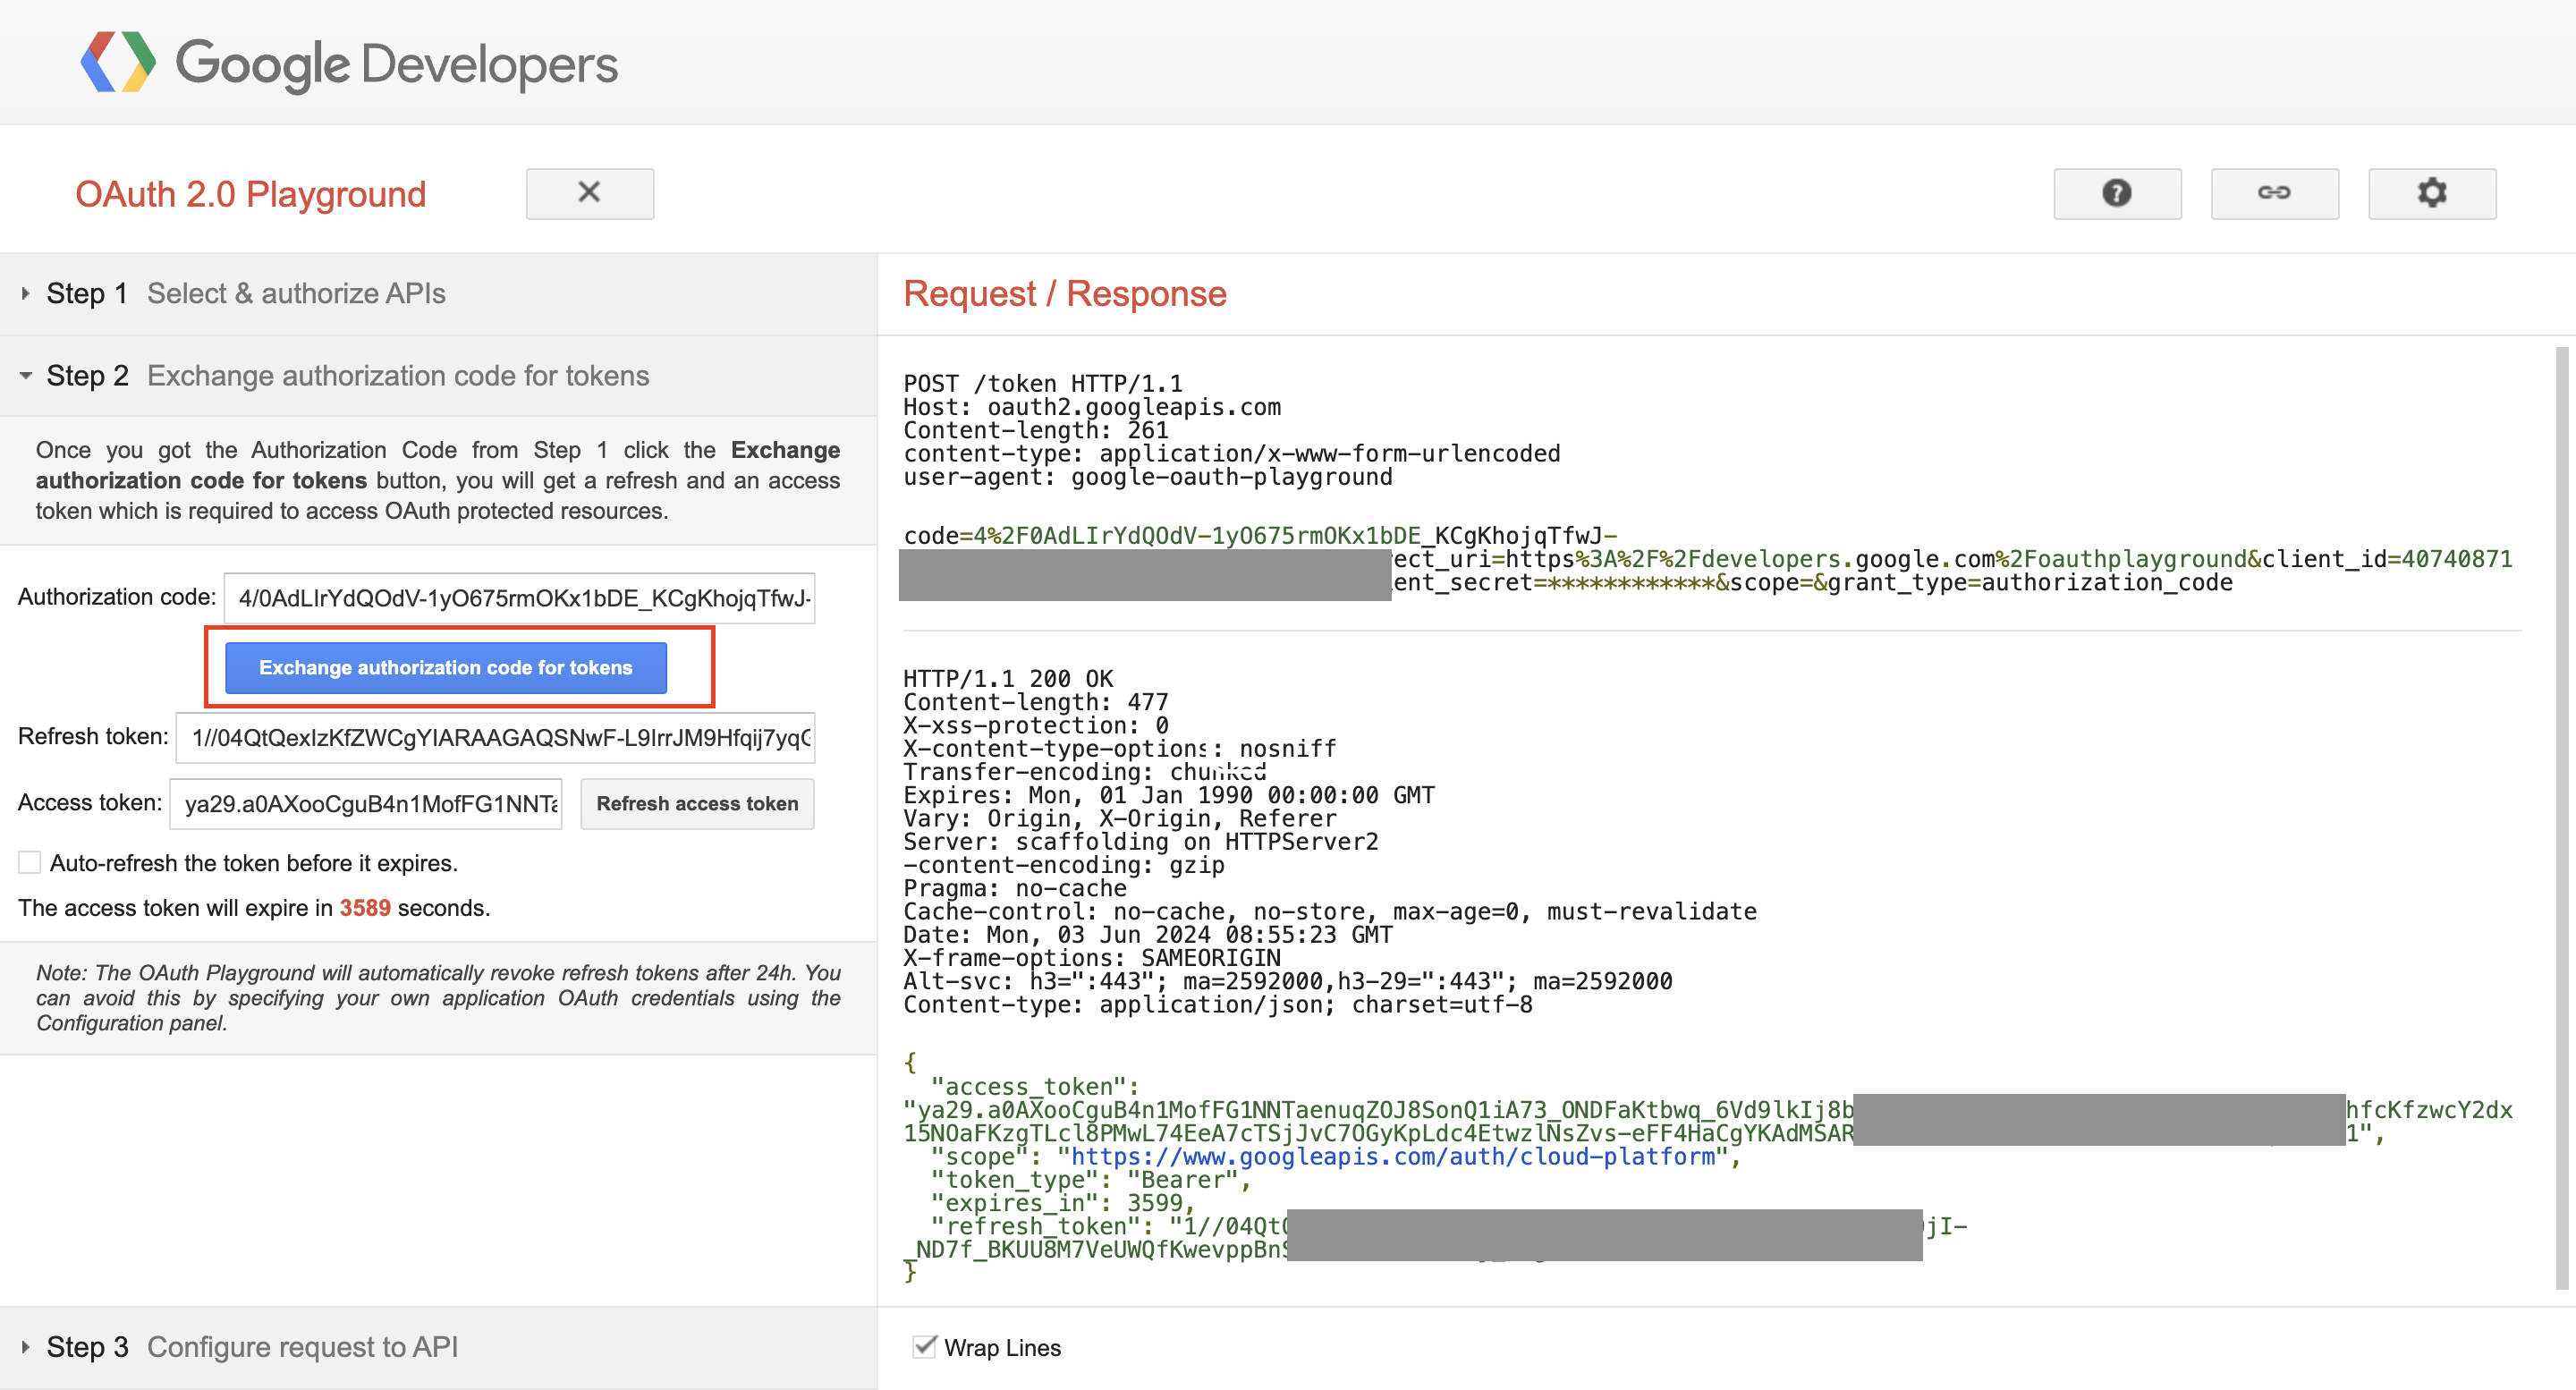 Google Developers
OAuth 2.0 Playground
Step 1 Select & authorize APIs
Step 2 Exchange authorization code for tokens
Once you got the Authorization Code from Step 1 click the Exchange
authorization code for tokens button, you will get a refresh and an access
token which is required to access OAuth protected resources.
Authorization code: 4/0AdLIrYdQOdV-1yO675rmOKx1bDE_KCgKhojqTfwJ-
Exchange authorization code for tokens
Refresh token: 1//04QtQexIzKfZWCgYIARAAGAQSNwF-L9IrrJM9Hfqij7yq
Access token: ya29.a0AXooCguB4n1MofFG1NNTa
Refresh access token
Auto-refresh the token before it expires.
The access token will expire in 3589 seconds.
Note: The OAuth Playground will automatically revoke refresh tokens after 24h. You
can avoid this by specifying your own application OAuth credentials using the
Configuration panel.
Step 3 Configure request to API
Request / Response
POST /token HTTP/1.1
Host: oauth2.googleapis.com
Content-length: 261
content-type: application/x-www-form-urlencoded
user-agent: google-oauth-playground
code=4%2F0AdLIrYdQOdV-1yO675rmOKx1bDE_KCgKhojqTfwJ-
ect_uri=https%3A%2F%2Fdevelopers.google.com%2Foauthplayground&client_id=40740871
ent_secret=************&scope=&grant_type=authorization_code
HTTP/1.1 200 OK
Content-length: 477
X-xss-protection: 0
X-content-type-options: nosniff
Transfer-encoding: chunked
Expires: Mon, 01 Jan 1990 00:00:00 GMT
Vary: Origin, X-Origin, Referer
Server: scaffolding on HTTPServer2
-content-encoding: gzip
Pragma: no-cache
Cache-control: no-cache, no-store, max-age=0, must-revalidate
Date: Mon, 03 Jun 2024 08:55:23 GMT
X-frame-options: SAMEORIGIN
Alt-svc: h3=":443"; ma=2592000,h3-29=":443"; ma=2592000
Content-type: application/json; charset=utf-8
{
"access_token":
"ya29.a0AXooCguB4n1MofFG1NNTaenuqZOJ8SonQ1iA73_ONDFaKtbwq_6Vd9lkIj8b hfcKfzwcY2dx
15NOaFKzgTLcl8PMwL74EeA7cTSjJvC7OGyKpLdc4EtwzlNsZvs-eFF4HaCgYKAdMSAR 1",
"scope": "https://www.googleapis.com/auth/cloud-platform",
"token_type": "Bearer",
"expires_in": 3599,
"refresh_token": "1//04Qt jI-
_ND7f_BKUU8M7VeUWQfKwevppBn
}
Wrap Lines